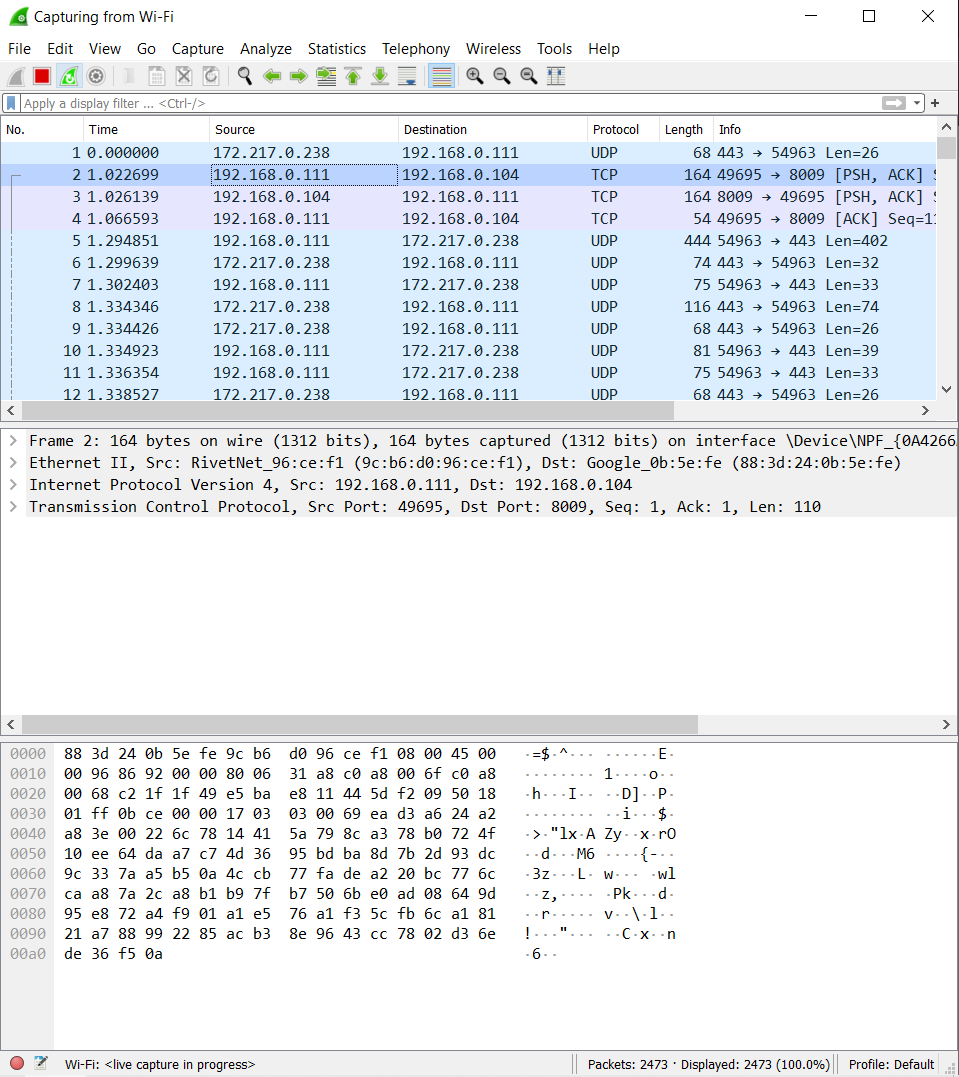 Capturing from Wi-Fi
File Edit View Go Capture Analyze Statistics Telephony Wireless Tools Help
Apply a display filter ... <Ctrl-/>
No. Time Source Destination Protocol Length Info
1 0.000000 172.217.0.238 192.168.0.111 UDP 68 443 → 54963 Len=26
2 1.022699 192.168.0.111 192.168.0.104 TCP 164 49695 → 8009 [PSH, ACK] S
3 1.026139 192.168.0.104 192.168.0.111 TCP 164 8009 → 49695 [PSH, ACK] S
4 1.066593 192.168.0.111 192.168.0.104 TCP 54 49695 → 8009 [ACK] Seq=11
5 1.294851 192.168.0.111 172.217.0.238 UDP 444 54963 → 443 Len=402
6 1.299639 172.217.0.238 192.168.0.111 UDP 74 443 → 54963 Len=32
7 1.302403 172.217.0.238 192.168.0.111 UDP 75 443 → 54963 Len=33
8 1.334346 172.217.0.238 192.168.0.111 UDP 116 443 → 54963 Len=74
9 1.334426 172.217.0.238 192.168.0.111 UDP 68 443 → 54963 Len=26
10 1.334923 192.168.0.111 172.217.0.238 UDP 81 54963 → 443 Len=39
11 1.336354 192.168.0.111 172.217.0.238 UDP 75 54963 → 443 Len=33
12 1.338527 172.217.0.238 192.168.0.111 UDP 68 443 → 54963 Len=26
Frame 2: 164 bytes on wire (1312 bits), 164 bytes captured (1312 bits) on interface \Device\NPF_{0A4266
Ethernet II, Src: RivetNet_96:ce:f1 (9c:b6:d0:96:ce:f1), Dst: Google_0b:5e:fe (88:3d:24:0b:5e:fe)
Internet Protocol Version 4, Src: 192.168.0.111, Dst: 192.168.0.104
Transmission Control Protocol, Src Port: 49695, Dst Port: 8009, Seq: 1, Ack: 1, Len: 110
0000 88 3d 24 0b 5e fe 9c b6 d0 96 ce f1 08 00 45 00 ·=$·^··· ······E·
0010 00 96 86 92 00 00 80 06 31 a8 c0 a8 00 6f c0 a8 ········ 1····o··
0020 00 68 c2 1f 1f 49 e5 ba e8 11 44 5d f2 09 50 18 ·h···I·· ··D]··P·
0030 01 ff 0b ce 00 00 17 03 03 00 69 ea d3 a6 24 a2 ········ ··i···$·
0040 a8 3e 00 22 6c 78 14 41 5a 79 8c a3 78 b0 72 4f ·>·"lx·A Zy··x·rO
0050 10 ee 64 da a7 c7 4d 36 95 bd ba 8d 7b 2d 93 dc ··d···M6 ····{-··
0060 9c 33 7a a5 b5 0a 4c cb 77 fa de a2 20 bc 77 6c ·3z···L· w··· ·wl
0070 ca a8 7a 2c a8 b1 b9 7f b7 50 6b e0 ad 08 64 9d ··z,···· ·Pk···d·
0080 95 e8 72 a4 f9 01 a1 e5 76 a1 f3 5c fb 6c a1 81 ··r····· v··\·l··
0090 21 a7 88 99 22 85 ac b3 8e 96 43 cc 78 02 d3 6e !···"··· ··C·x··n
00a0 de 36 f5 0a ·6··
Wi-Fi: <live capture in progress> Packets: 2473 · Displayed: 2473 (100.0%) Profile: Default